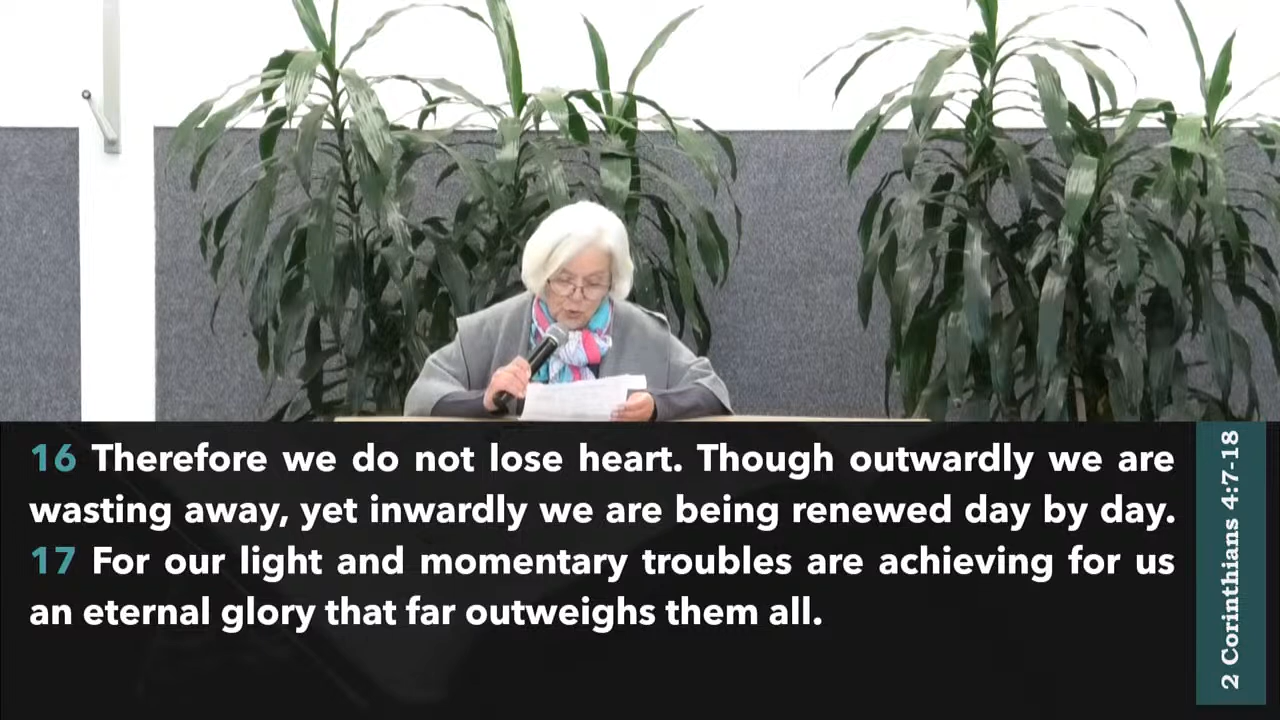 16 Therefore we do not lose heart. Though outwardly we are
wasting away, yet inwardly we are being renewed day by day.
17 For our light and momentary troubles are achieving for us
an eternal glory that far outweighs them all.
2 Corinthians 4:7-18